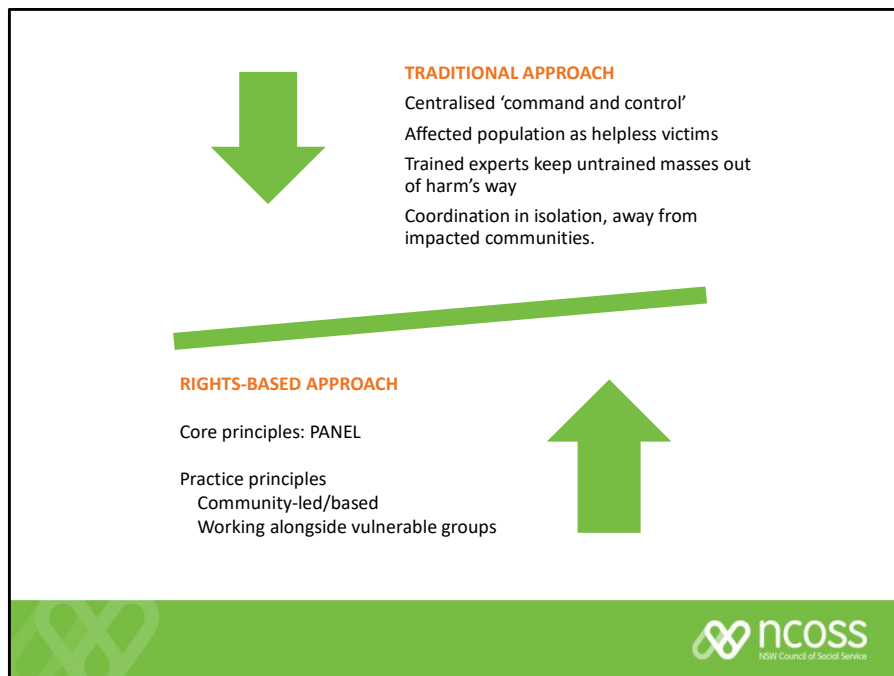 TRADITIONAL APPROACH
Centralised ‘command and control’
Affected population as helpless victims
Trained experts keep untrained masses out
of harm’s way
Coordination in isolation, away from
impacted communities.
RIGHTS-BASED APPROACH
Core principles: PANEL
Practice principles
Community-led/based
Working alongside vulnerable groups
ncoss
NSW Council of Social Service